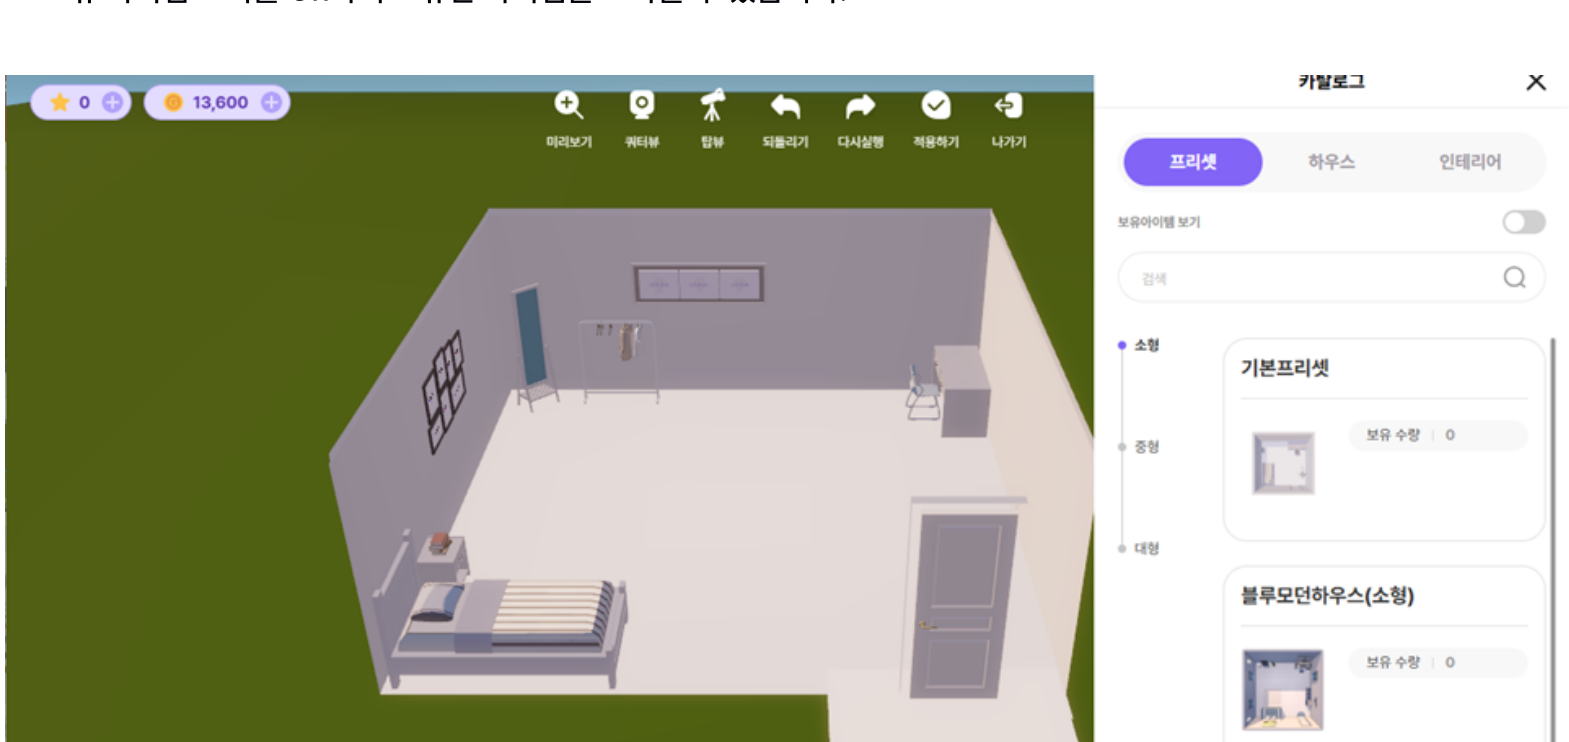 카탈로그
0
13,600
미리보기
쿼터뷰
탑뷰
되돌리기
다시실행
적용하기
나가기
프리셋
하우스
인테리어
보유아이템 보기
검색
소형
중형
대형
기본프리셋
보유 수량 | 0
블루모던하우스(소형)
보유 수량 | 0